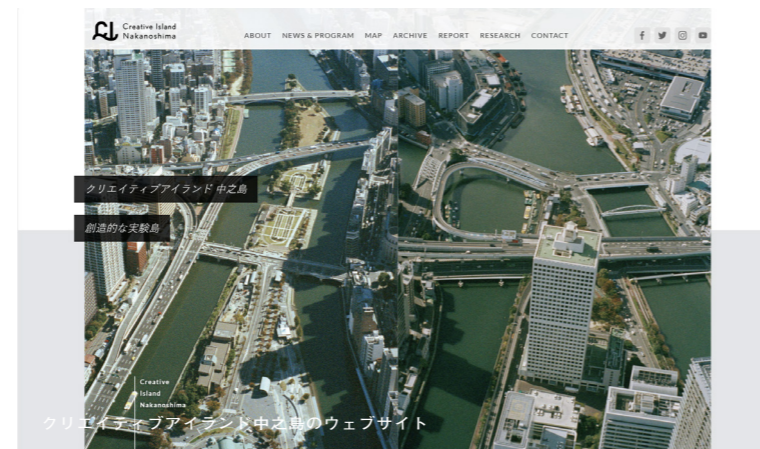 Creative Island
Nakanoshima
ABOUT NEWS & PROGRAM MAP ARCHIVE REPORT RESEARCH CONTACT
クリエイティブアイランド 中之島
創造的な実験島
Creative
Island
Nakanoshima
クリエイティブアイランド中之島のウェブサイト